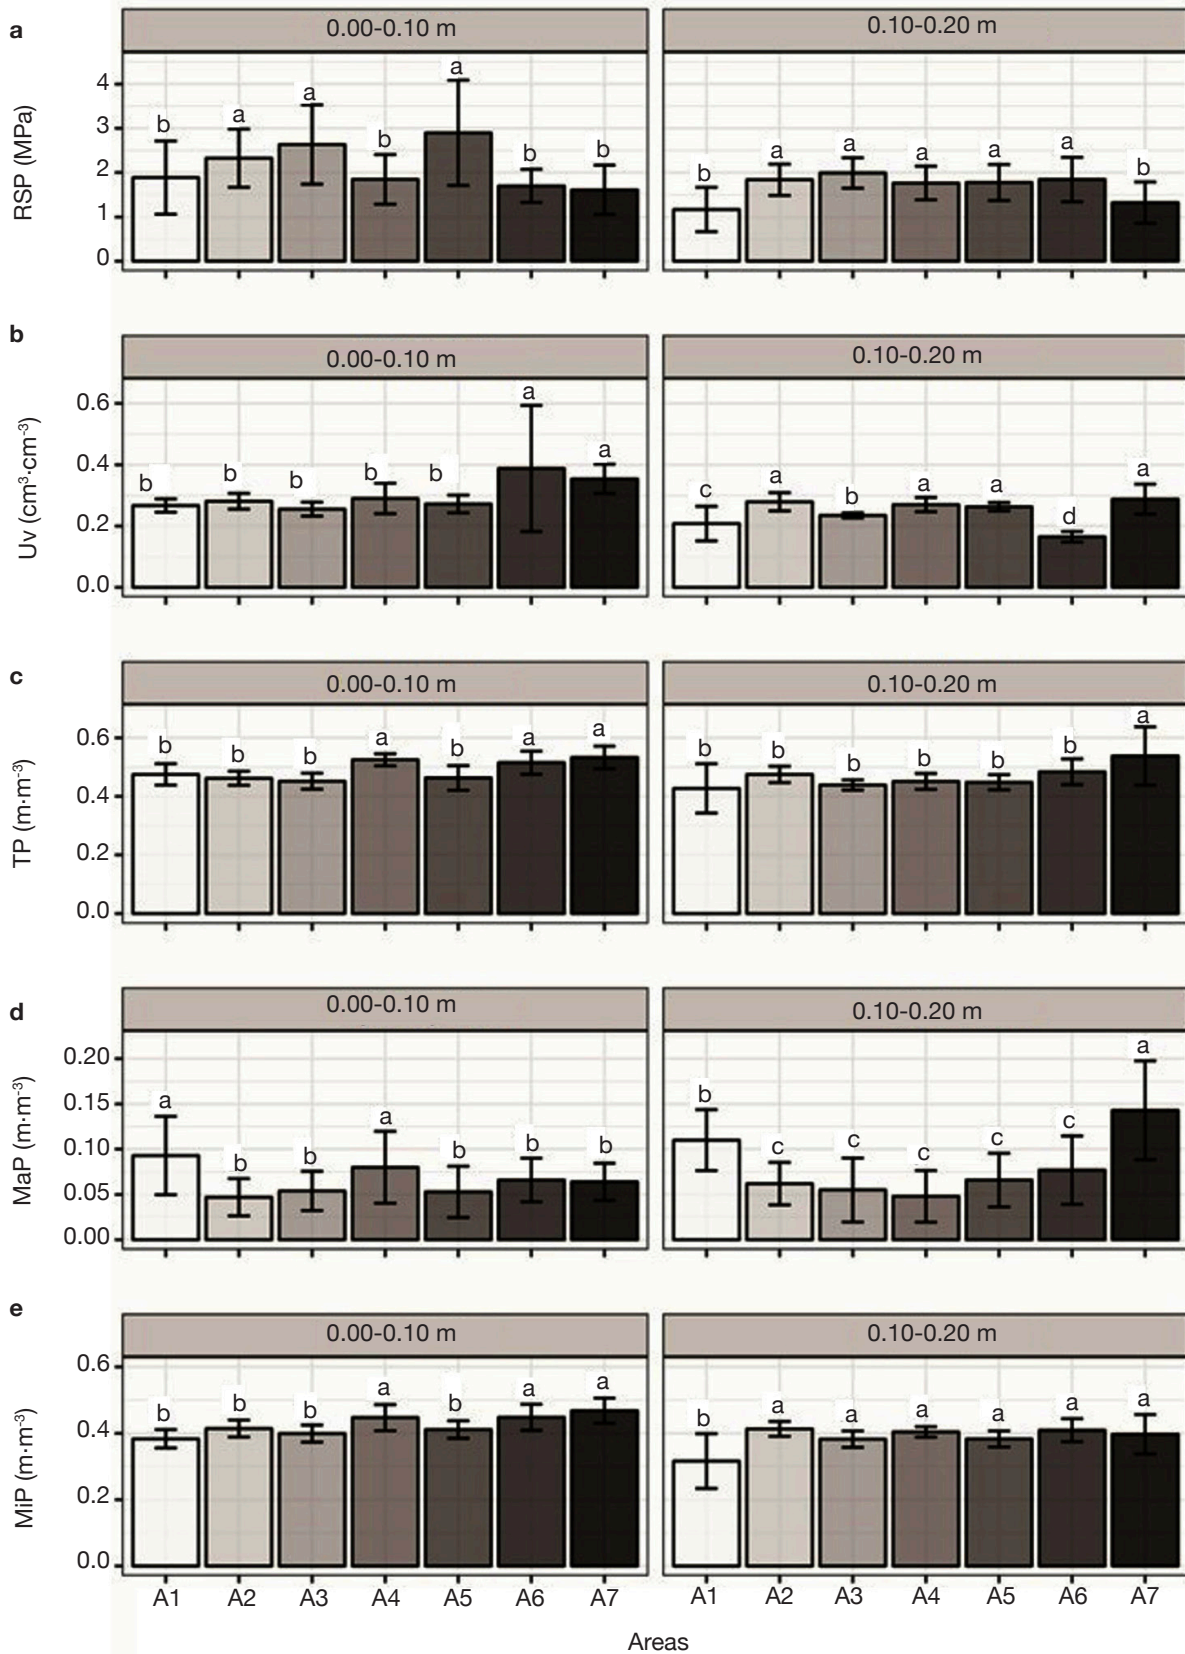 a
0.00-0.10 m
0.10-0.20 m
RSP (MPa)
4
3
2
1
0
b a a b a b b
b a a a a a b
b
0.00-0.10 m
0.10-0.20 m
Uv (cm³·cm⁻³)
0.6
0.4
0.2
0.0
b b b b b a a
c a b a a d a
c
0.00-0.10 m
0.10-0.20 m
TP (m·m⁻³)
0.6
0.4
0.2
0.0
b b b a b a a
b b b b b b a
d
0.00-0.10 m
0.10-0.20 m
MaP (m·m⁻³)
0.20
0.15
0.10
0.05
0.00
a b b a b b b
b c c c c c a
e
0.00-0.10 m
0.10-0.20 m
MiP (m·m⁻³)
0.6
0.4
0.2
0.0
b b b a b a a
b a a a a a a
A1 A2 A3 A4 A5 A6 A7
A1 A2 A3 A4 A5 A6 A7
Areas